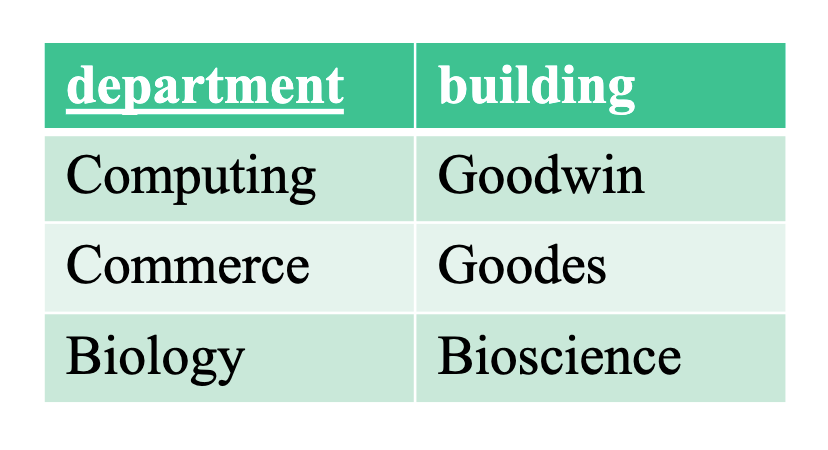 department building
Computing Goodwin
Commerce Goodes
Biology Bioscience